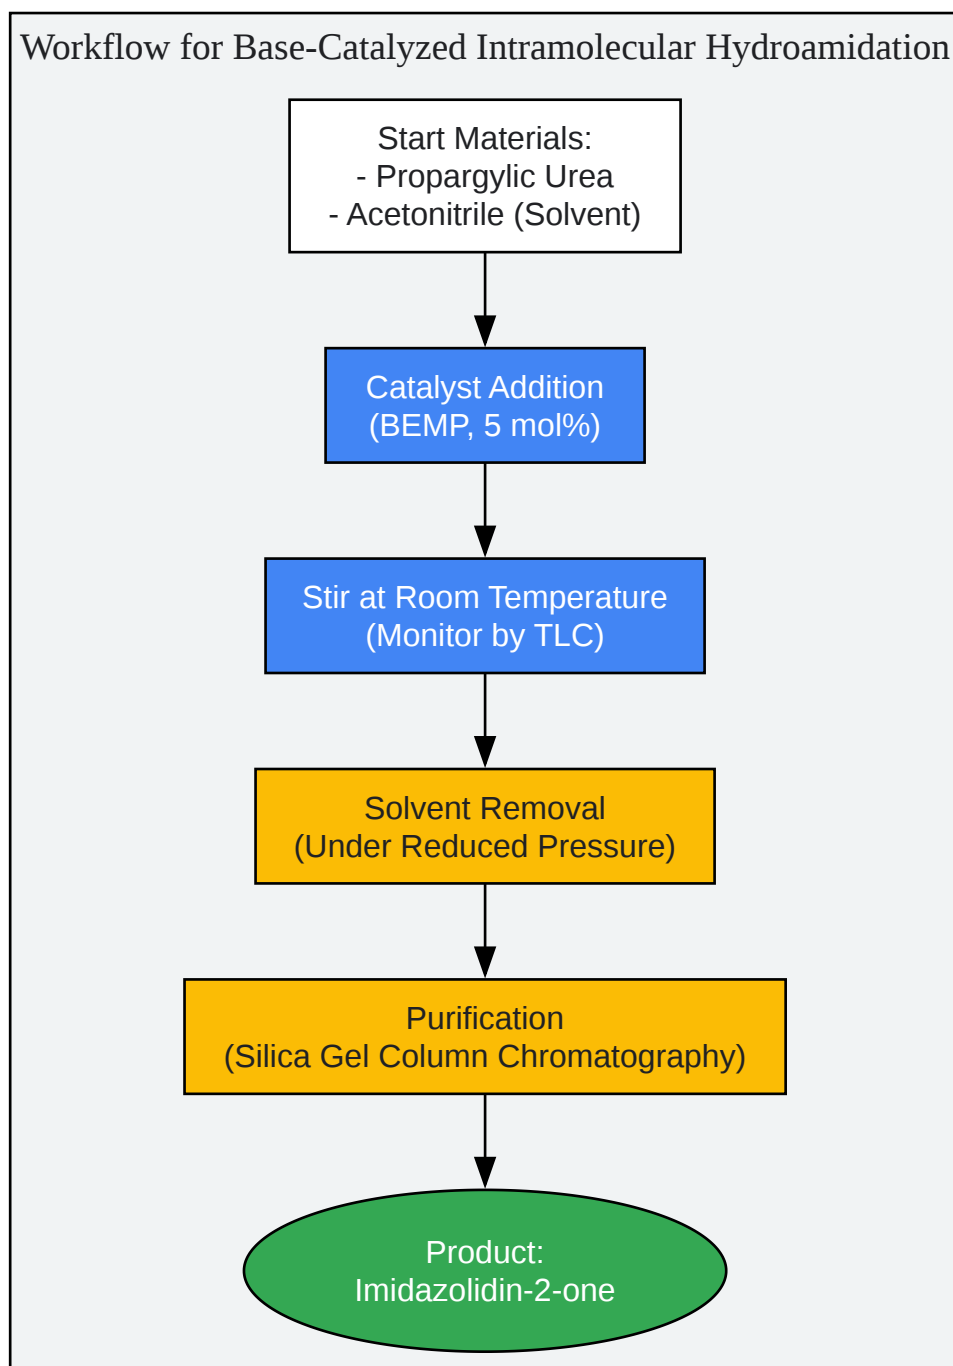 Workflow for Base-Catalyzed Intramolecular Hydroamidation
Start Materials:
- Propargylic Urea
- Acetonitrile (Solvent)
Catalyst Addition
(BEMP, 5 mol%)
Stir at Room Temperature
(Monitor by TLC)
Solvent Removal
(Under Reduced Pressure)
Purification
(Silica Gel Column Chromatography)
Product:
Imidazolidin-2-one